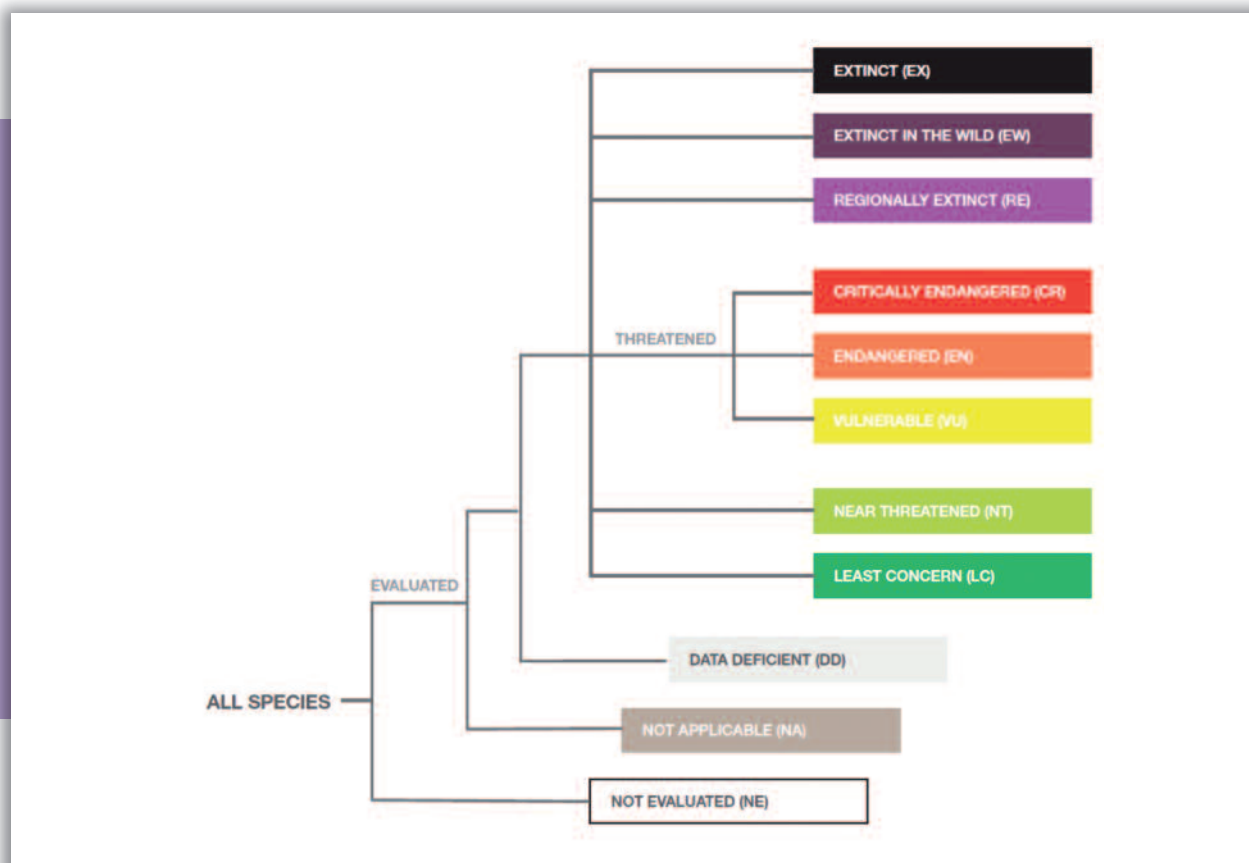 EXTINCT (EX)
EXTINCT IN THE WILD (EW)
REGIONALLY EXTINCT (RE)
CRITICALLY ENDANGERED (CR)
THREATENED
ENDANGERED (EN)
VULNERABLE (VU)
NEAR THREATENED (NT)
LEAST CONCERN (LC)
EVALUATED
DATA DEFICIENT (DD)
ALL SPECIES
NOT APPLICABLE (NA)
NOT EVALUATED (NE)